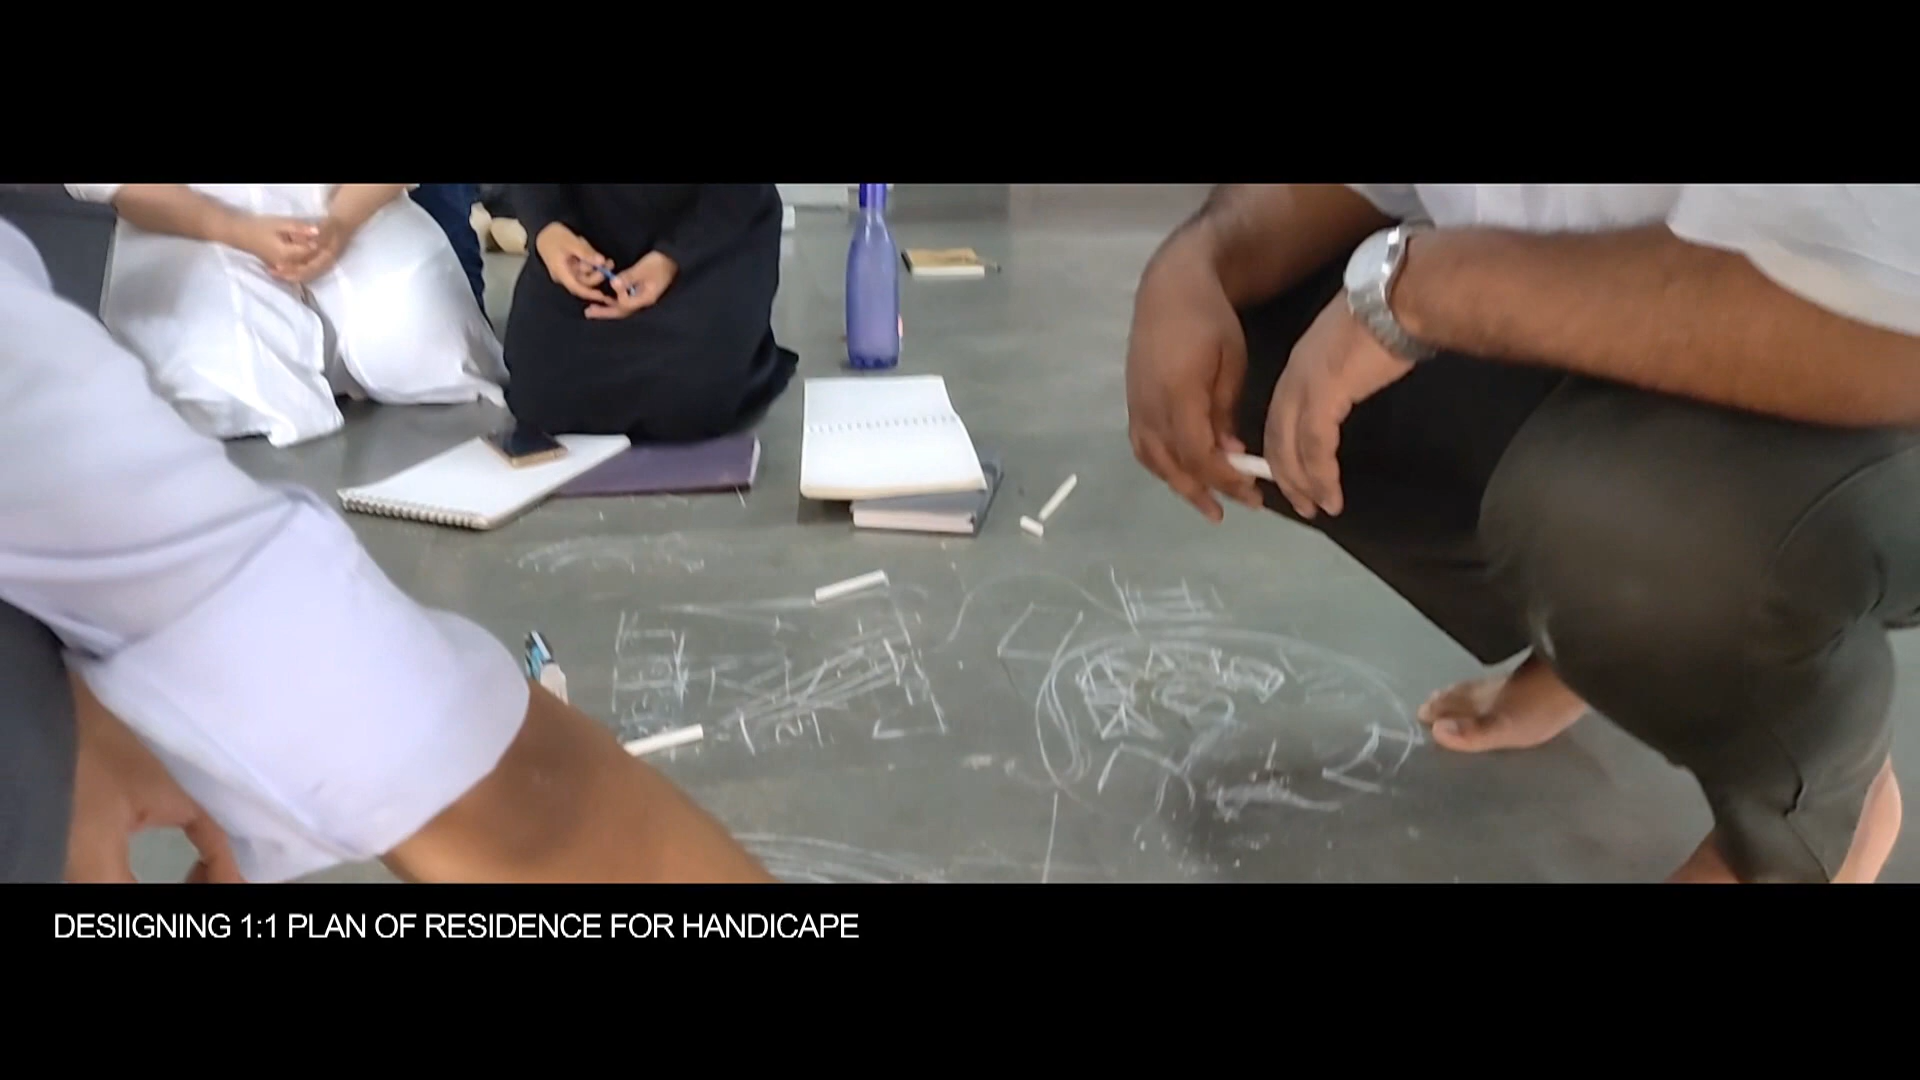 DESIIGNING 1:1 PLAN OF RESIDENCE FOR HANDICAPE